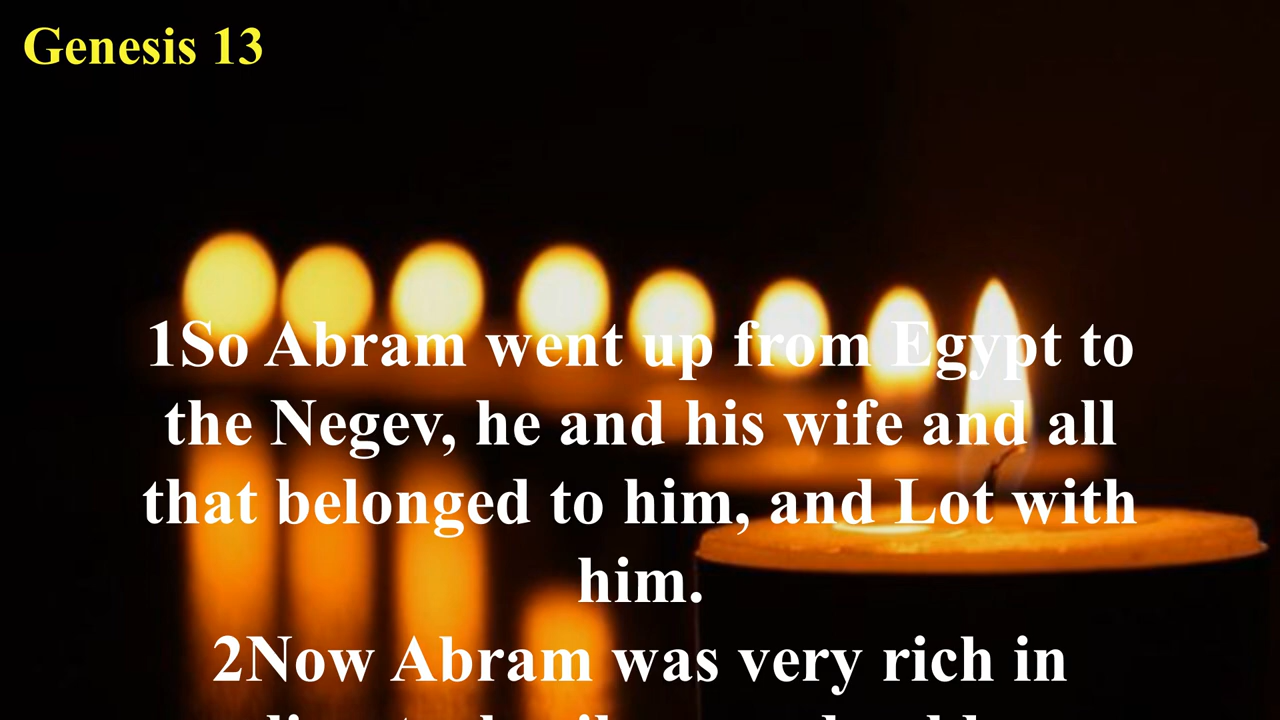 Genesis 13
1So Abram went up from Egypt to
the Negev, he and his wife and all
that belonged to him, and Lot with
him.
2Now Abram was very rich in